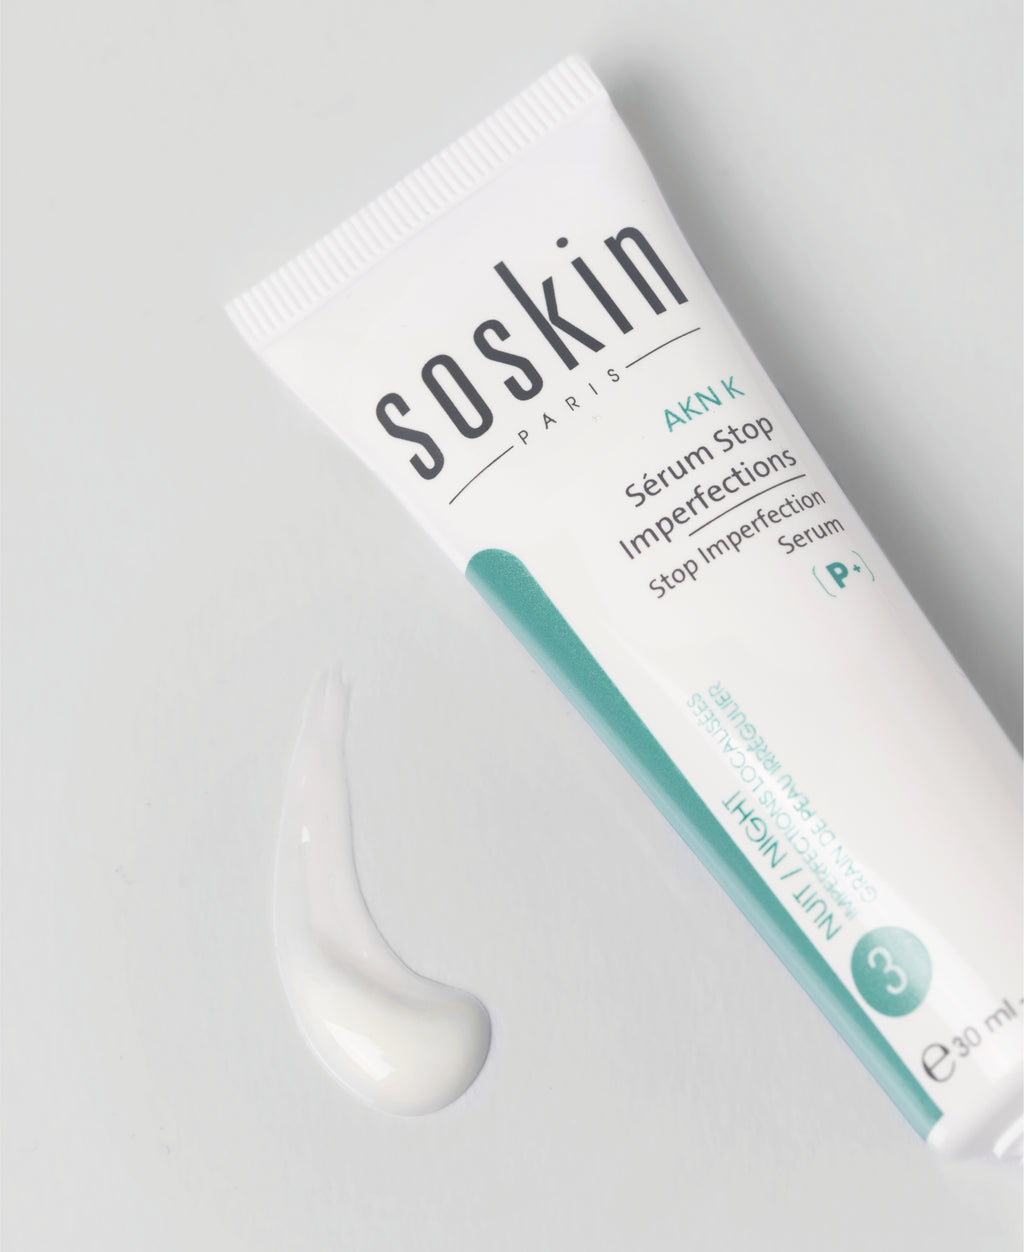 soskin
PARIS
AKN K
Sérum Stop
Imperfections
Stop Imperfection
Serum
(P+)
3
NUIT / NIGHT
IMPERFECTIONS LOCALISÉES
GRAIN DE PEAU IRRÉGULIER
e 30 ml